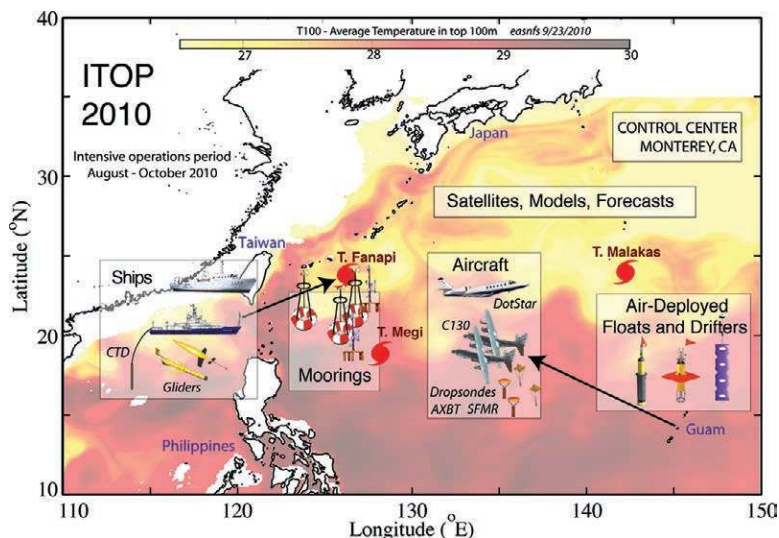 T100 - Average Temperature in top 100m easnfs 9/23/2010
27 28 29 30
ITOP
2010
Intensive operations period
August - October 2010
Japan
CONTROL CENTER
MONTEREY, CA
Satellites, Models, Forecasts
Taiwan
Ships
CTD
Gliders
T. Fanapi
T. Megi
Moorings
Aircraft
DotStar
C130
Dropsondes
AXBT SFMR
T. Malakas
Air-Deployed
Floats and Drifters
Guam
Philippines
Latitude (°N)
40
30
20
10
110 120 130 140 150
Longitude (°E)